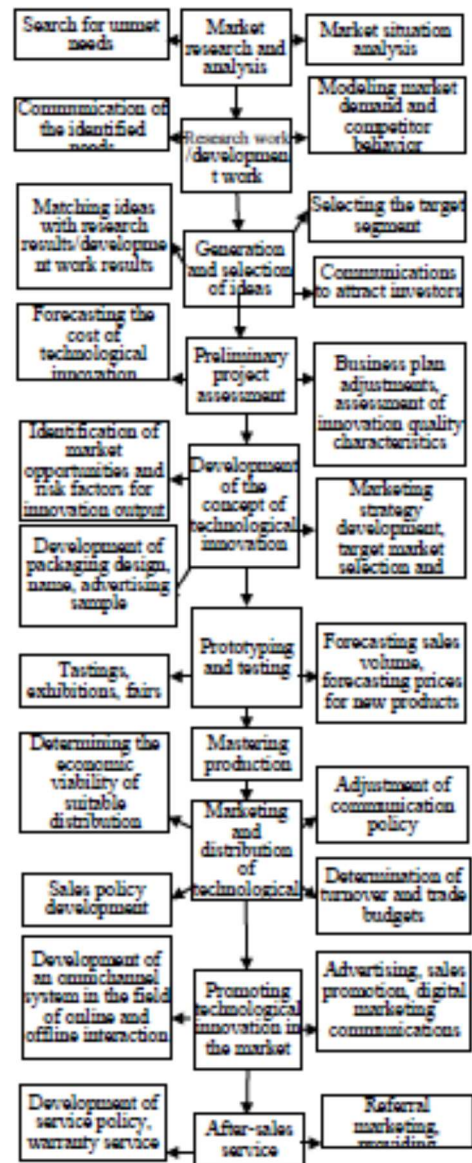 Search for unmet
needs
Market
research and
analysis
Market situation
analysis
Communication of
the identified
needs
Research work
/developmen
t work
Modeling market
demand and
competitor
behavior
Matching ideas
with research
results/developme
nt work results
Generation
and selection
of ideas
Selecting the target
segment
Communications
to attract investors
Forecasting the
cost of
technological
innovation
Preliminary
project
assessment
Business plan
adjustments,
assessment of
innovation quality
characteristics
Identification of
market
opportunities and
risk factors for
innovation output
Development
of the
concept of
technological
innovation
Marketing
strategy
development,
target market
selection and
Development of
packaging design,
name, advertising
sample
Prototyping
and testing
Tastings,
exhibitions, fairs
Forecasting sales
volume,
forecasting prices
for new products
Mastering
production
Determining the
economic
viability of
suitable
distribution
Marketing
and
distribution of
technological
Adjustment of
communication
policy
Sales policy
development
Determination of
turnover and trade
budgets
Development of
an omnichannel
system in the field
of online and
offline interaction
Promoting
technological
innovation in
the market
Advertising, sales
promotion, digital
marketing
communications
Development of
service policy,
warranty service
After-sales
service
Referral
marketing,
providing